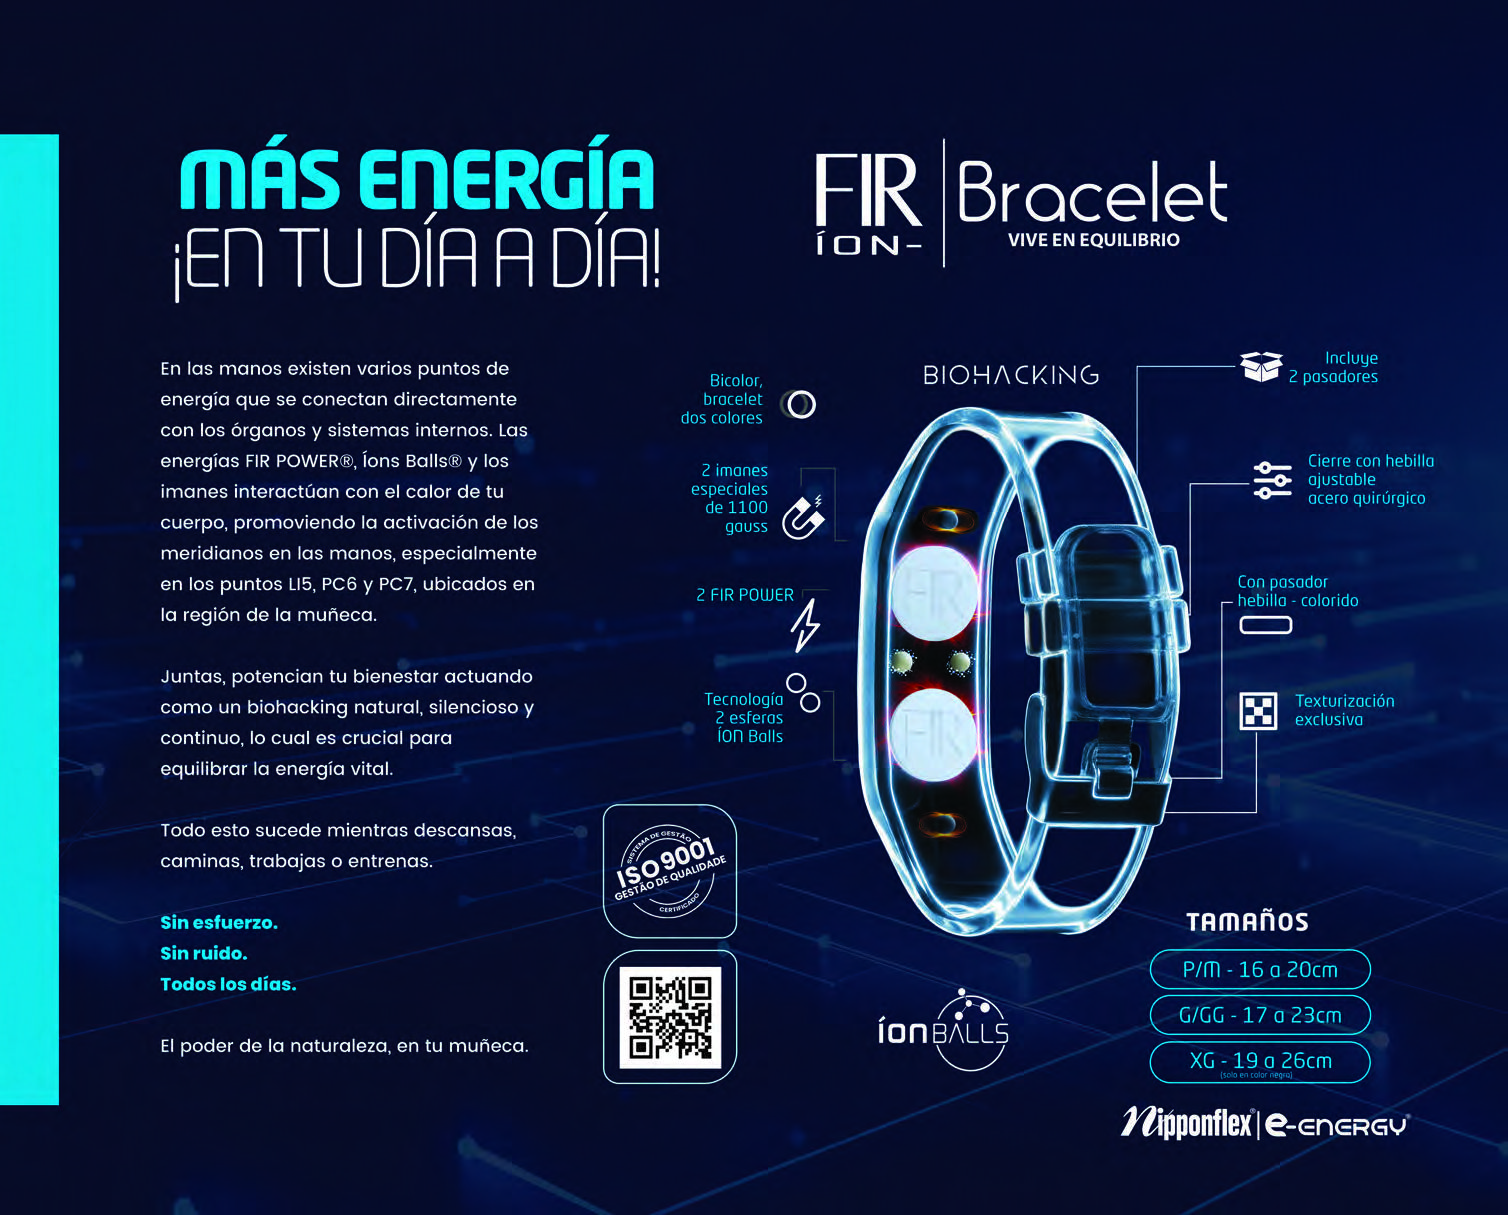 MÁS ENERGÍA
¡EN TU DÍA A DÍA!
En las manos existen varios puntos de
energía que se conectan directamente
con los órganos y sistemas internos. Las
energías FIR POWER®, Íons Balls® y los
imanes interactúan con el calor de tu
cuerpo, promoviendo la activación de los
meridianos en las manos, especialmente
en los puntos LI5, PC6 y PC7, ubicados en
la región de la muñeca.
Juntas, potencian tu bienestar actuando
como un biohacking natural, silencioso y
continuo, lo cual es crucial para
equilibrar la energía vital.
Todo esto sucede mientras descansas,
caminas, trabajas o entrenas.
Sin esfuerzo.
Sin ruido.
Todos los días.
El poder de la naturaleza, en tu muñeca.
SISTEMA DE GESTÃO
ISO 9001
GESTÃO DE QUALIDADE
CERTIFICADO
FIR
ÍON-
Bracelet
VIVE EN EQUILIBRIO
BIOHACKING
Bicolor,
bracelet
dos colores
2 imanes
especiales
de 1100
gauss
2 FIR POWER
Tecnología
2 esferas
ÍON Balls
FIR
FIR
Incluye
2 pasadores
Cierre con hebilla
ajustable
acero quirúrgico
Con pasador
hebilla - colorido
Texturización
exclusiva
íon BALLS
TAMAÑOS
P/M - 16 a 20cm
G/GG - 17 a 23cm
XG - 19 a 26cm
(solo en color negro)
Nipponflex® | e-ENERGY®